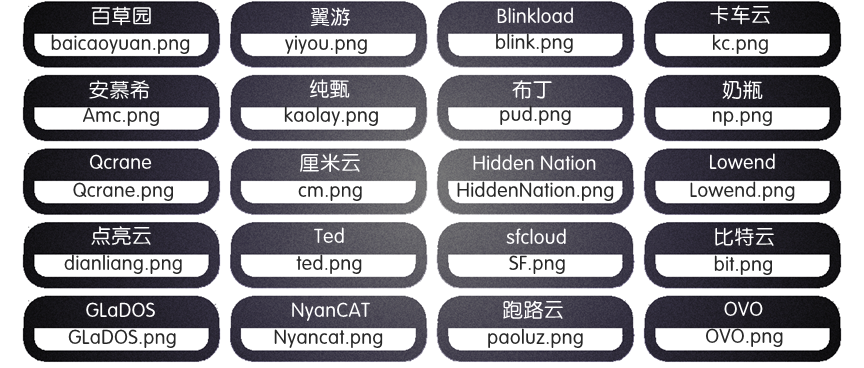 百草园
baicaoyuan.png
翼游
yiyou.png
Blinkload
blink.png
卡车云
kc.png
安慕希
Amc.png
纯甄
kaolay.png
布丁
pud.png
奶瓶
np.png
Qcrane
Qcrane.png
厘米云
cm.png
Hidden Nation
HiddenNation.png
Lowend
Lowend.png
点亮云
dianliang.png
Ted
ted.png
sfcloud
SF.png
比特云
bit.png
GLaDOS
GLaDOS.png
NyanCAT
Nyancat.png
跑路云
paoluz.png
OVO
OVO.png